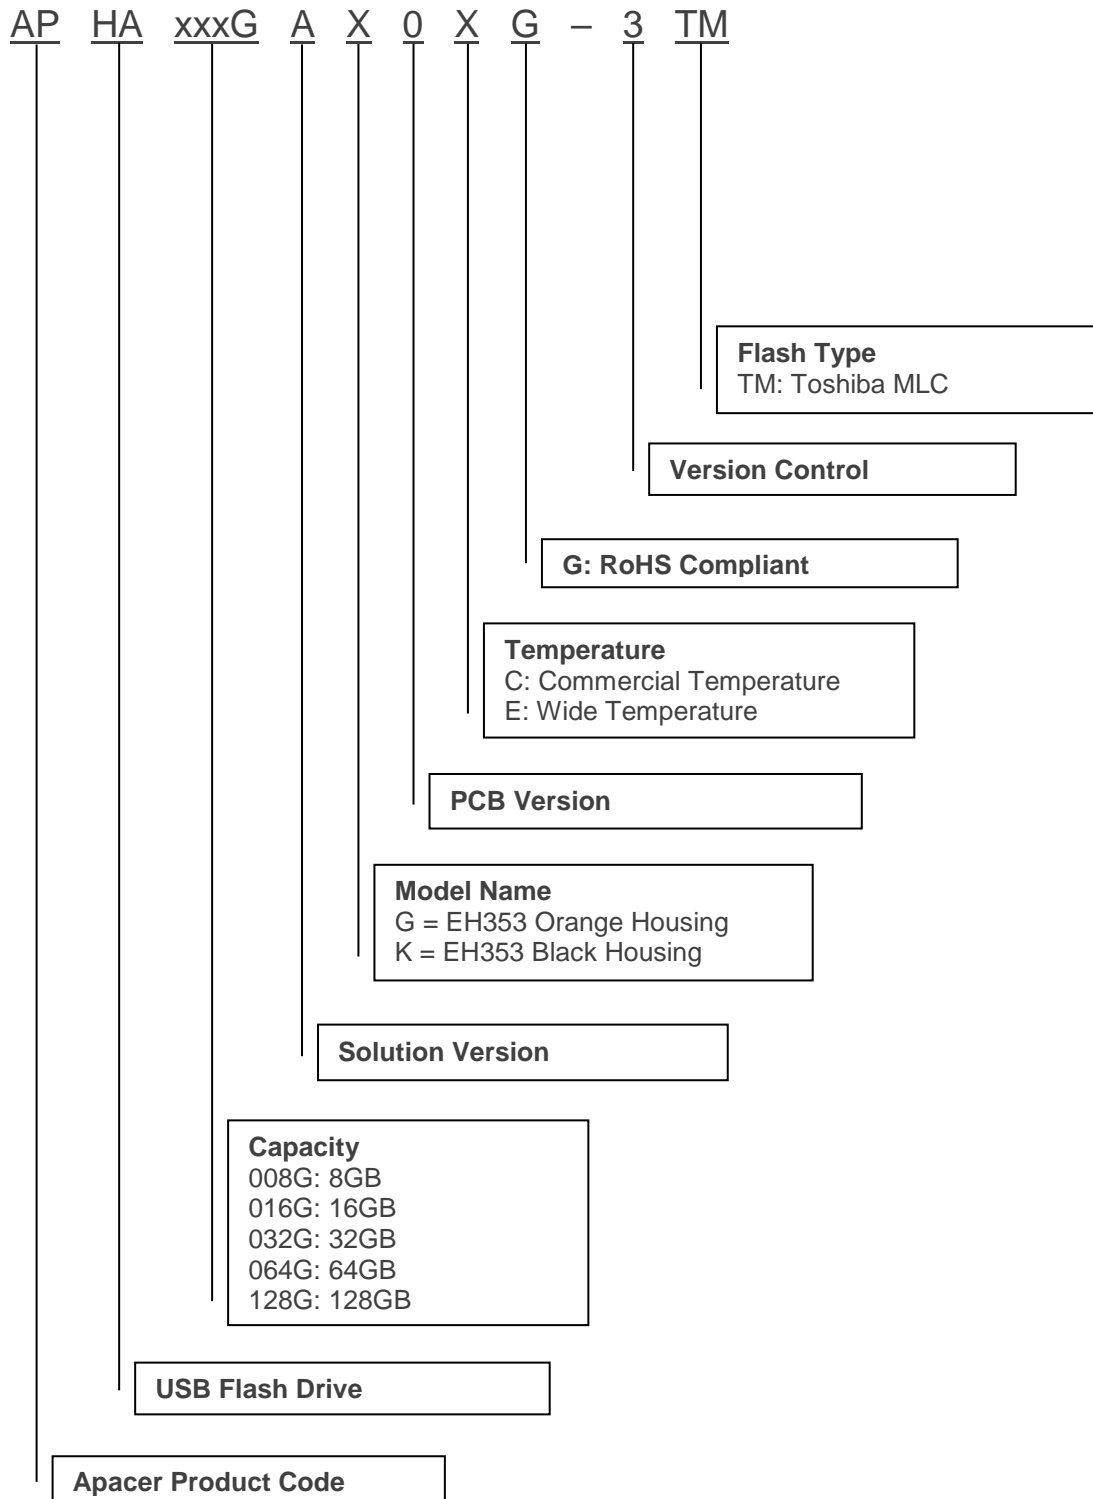 AP HA xxxG A X 0 X G – 3 TM
Flash Type
TM: Toshiba MLC
Version Control
G: RoHS Compliant
Temperature
C: Commercial Temperature
E: Wide Temperature
PCB Version
Model Name
G = EH353 Orange Housing
K = EH353 Black Housing
Solution Version
Capacity
008G: 8GB
016G: 16GB
032G: 32GB
064G: 64GB
128G: 128GB
USB Flash Drive
Apacer Product Code